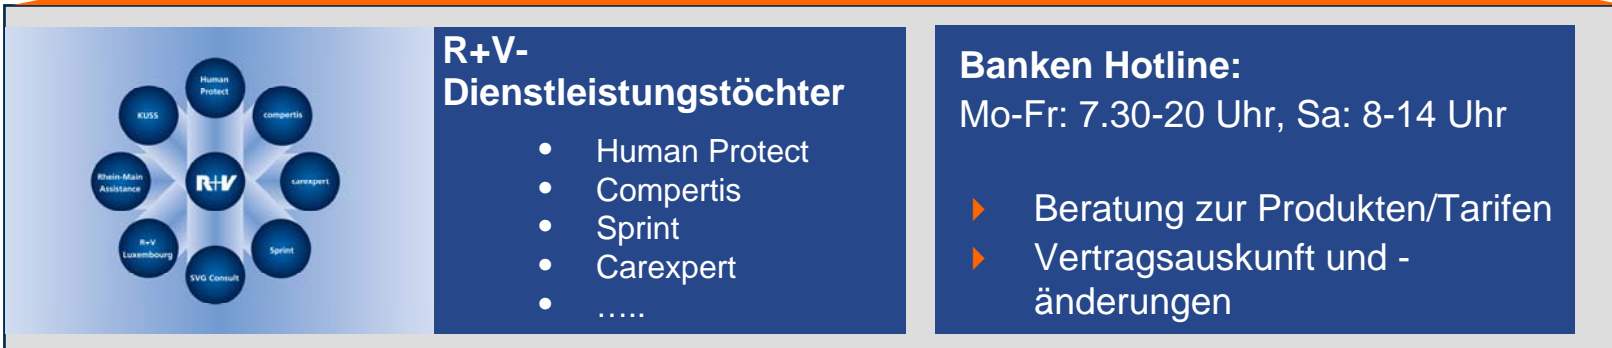 Human
Protect
compertis
carexpert
Sprint
SVG Consult
R+V
Luxembourg
Rhein-Main
Assistance
KUSS
R+V
R+V-
Dienstleistungstöchter
• Human Protect
• Compertis
• Sprint
• Carexpert
• …..
Banken Hotline:
Mo-Fr: 7.30-20 Uhr, Sa: 8-14 Uhr
Beratung zur Produkten/Tarifen
Vertragsauskunft und -
änderungen